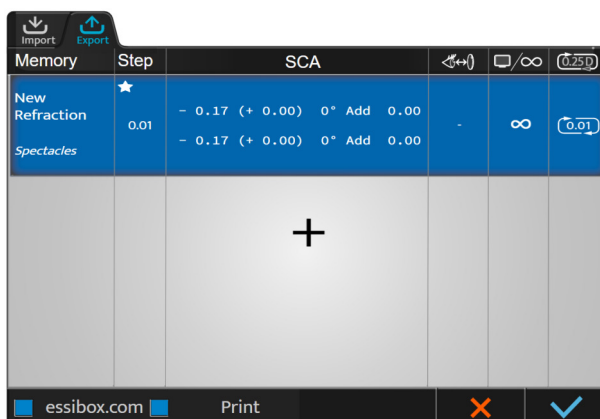 Import Export
Memory Step SCA /∞ 0.25 D
New Refraction
Spectacles
0.01
- 0.17 (+ 0.00) 0° Add 0.00
- 0.17 (+ 0.00) 0° Add 0.00
-
∞
0.01
+
essibox.com Print